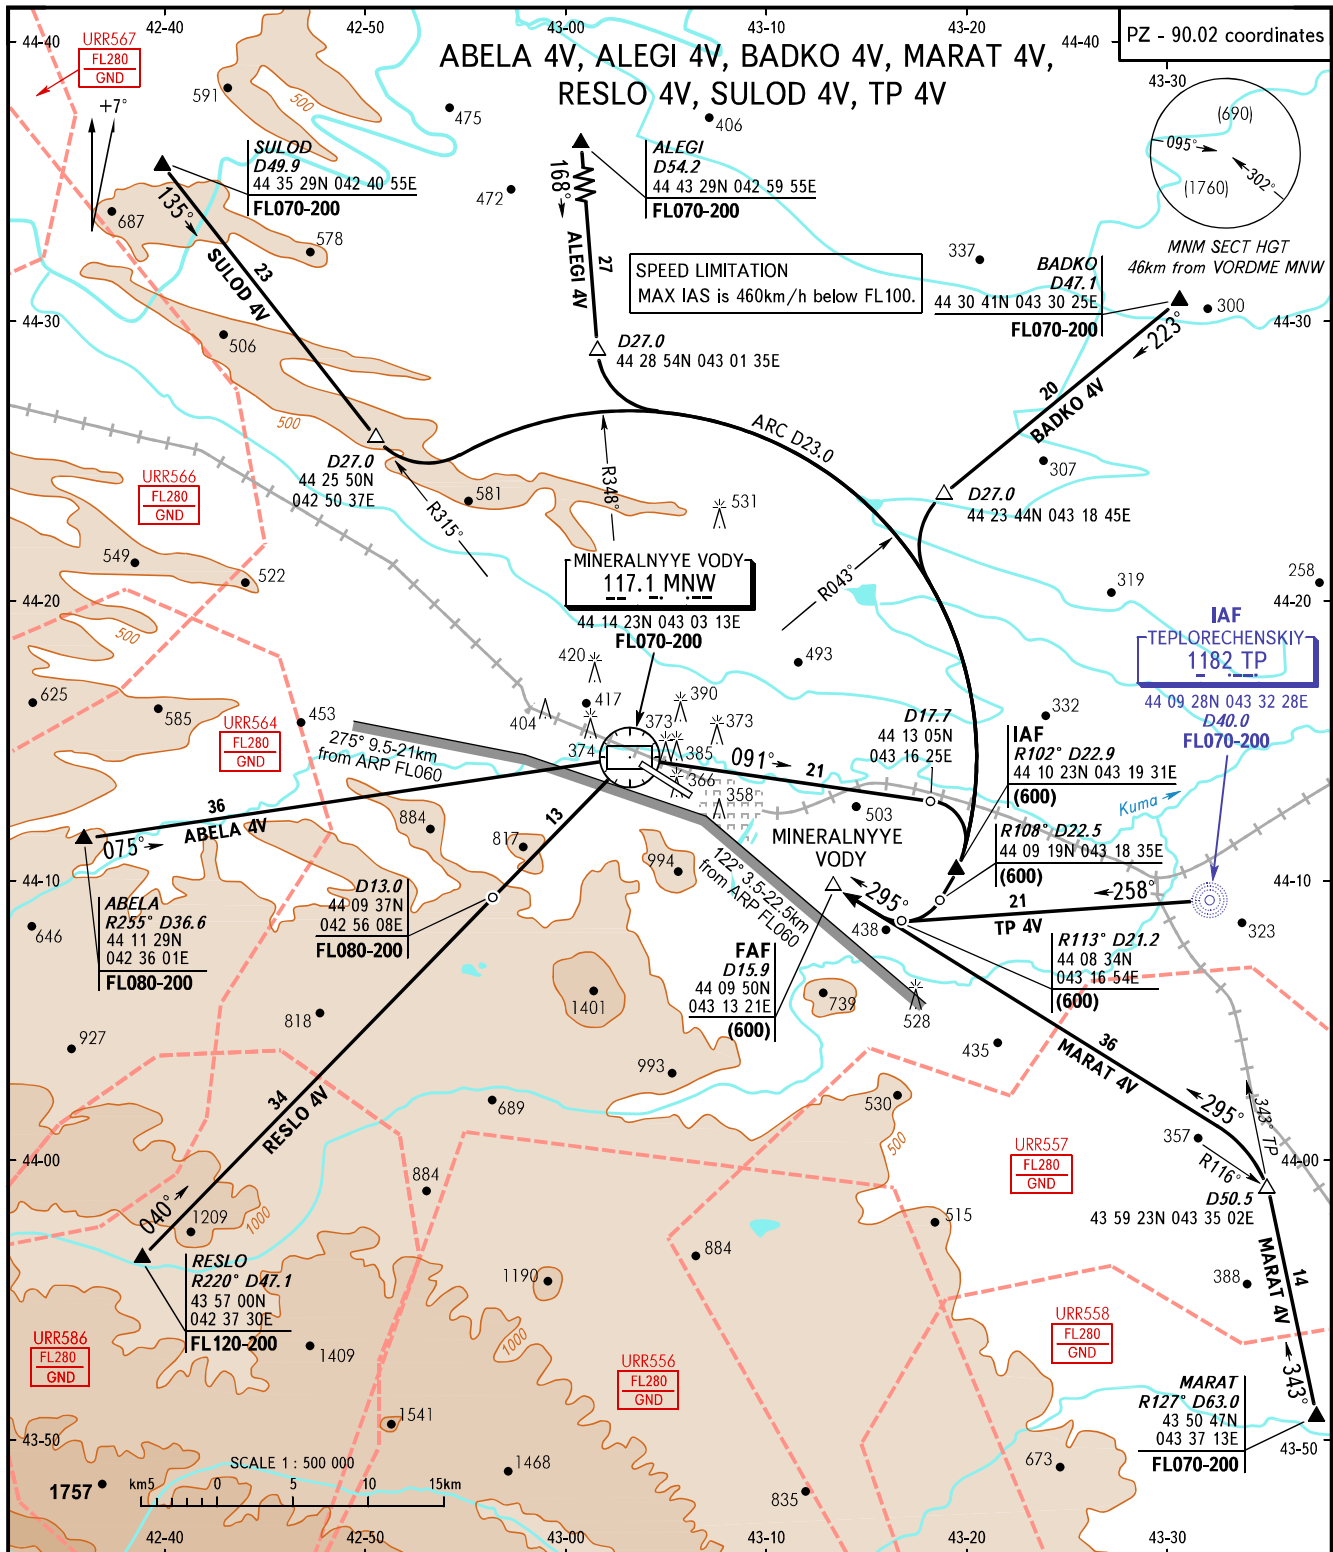 42-40
42-50
43-00
43-10
43-20
PZ - 90.02 coordinates
44-40
44-40
43-30
URR567
FL280
GND
ABELA 4V, ALEGI 4V, BADKO 4V, MARAT 4V,
RESLO 4V, SULOD 4V, TP 4V
+7°
591
500
475
406
(690)
095°
302°
(1760)
MNM SECT HGT
46km from VORDME MNW
SULOD
D49.9
44 35 29N 042 40 55E
FL070-200
ALEGI
D54.2
44 43 29N 042 59 55E
FL070-200
472
687
578
135°
23
SULOD 4V
168°
27
ALEGI 4V
337
SPEED LIMITATION
MAX IAS is 460km/h below FL100.
BADKO
D47.1
44 30 41N 043 30 25E
FL070-200
300
223°
20
BADKO 4V
44-30
44-30
506
D27.0
44 28 54N 043 01 35E
500
ARC D23.0
URR566
FL280
GND
D27.0
44 25 50N
042 50 37E
R315°
581
R348°
531
307
D27.0
44 23 44N 043 18 45E
549
522
MINERALNYYE VODY
117.1 MNW
44 14 23N 043 03 13E
FL070-200
R043°
319
258
44-20
44-20
500
493
IAF
TEPLORECHENSKIY
1182 TP
44 09 28N 043 32 28E
D40.0
FL070-200
625
585
453
420
417
404
390
373
373
374
385
366
358
332
URR564
FL280
GND
275° 9.5-21km
from ARP FL060
091°
21
D17.7
44 13 05N
043 16 25E
IAF
R102° D22.9
44 10 23N 043 19 31E
(600)
Kuma
36
ABELA 4V
075°
884
13
817
503
MINERALNYYE
VODY
R108° D22.5
44 09 19N 043 18 35E
(600)
994
122° 3.5-22.5km
from ARP FL060
44-10
44-10
D13.0
44 09 37N
042 56 08E
FL080-200
295°
258°
21
TP 4V
ABELA
R255° D36.6
44 11 29N
042 36 01E
FL080-200
646
438
323
R113° D21.2
44 08 34N
043 16 54E
(600)
FAF
D15.9
44 09 50N
043 13 21E
(600)
1401
739
528
927
818
435
36
MARAT 4V
993
689
530
500
34
RESLO 4V
295°
343° TP
357
R116°
URR557
FL280
GND
44-00
44-00
884
040°
1209
1000
D50.5
43 59 23N 043 35 02E
515
884
RESLO
R220° D47.1
43 57 00N
042 37 30E
FL120-200
1190
388
14
MARAT 4V
1000
URR586
FL280
GND
1409
URR556
FL280
GND
URR558
FL280
GND
343°
MARAT
R127° D63.0
43 50 47N
043 37 13E
FL070-200
1541
43-50
43-50
SCALE 1 : 500 000
km5
0
5
10
15km
1757
1468
835
673
42-40
42-50
43-00
43-10
43-20
43-30